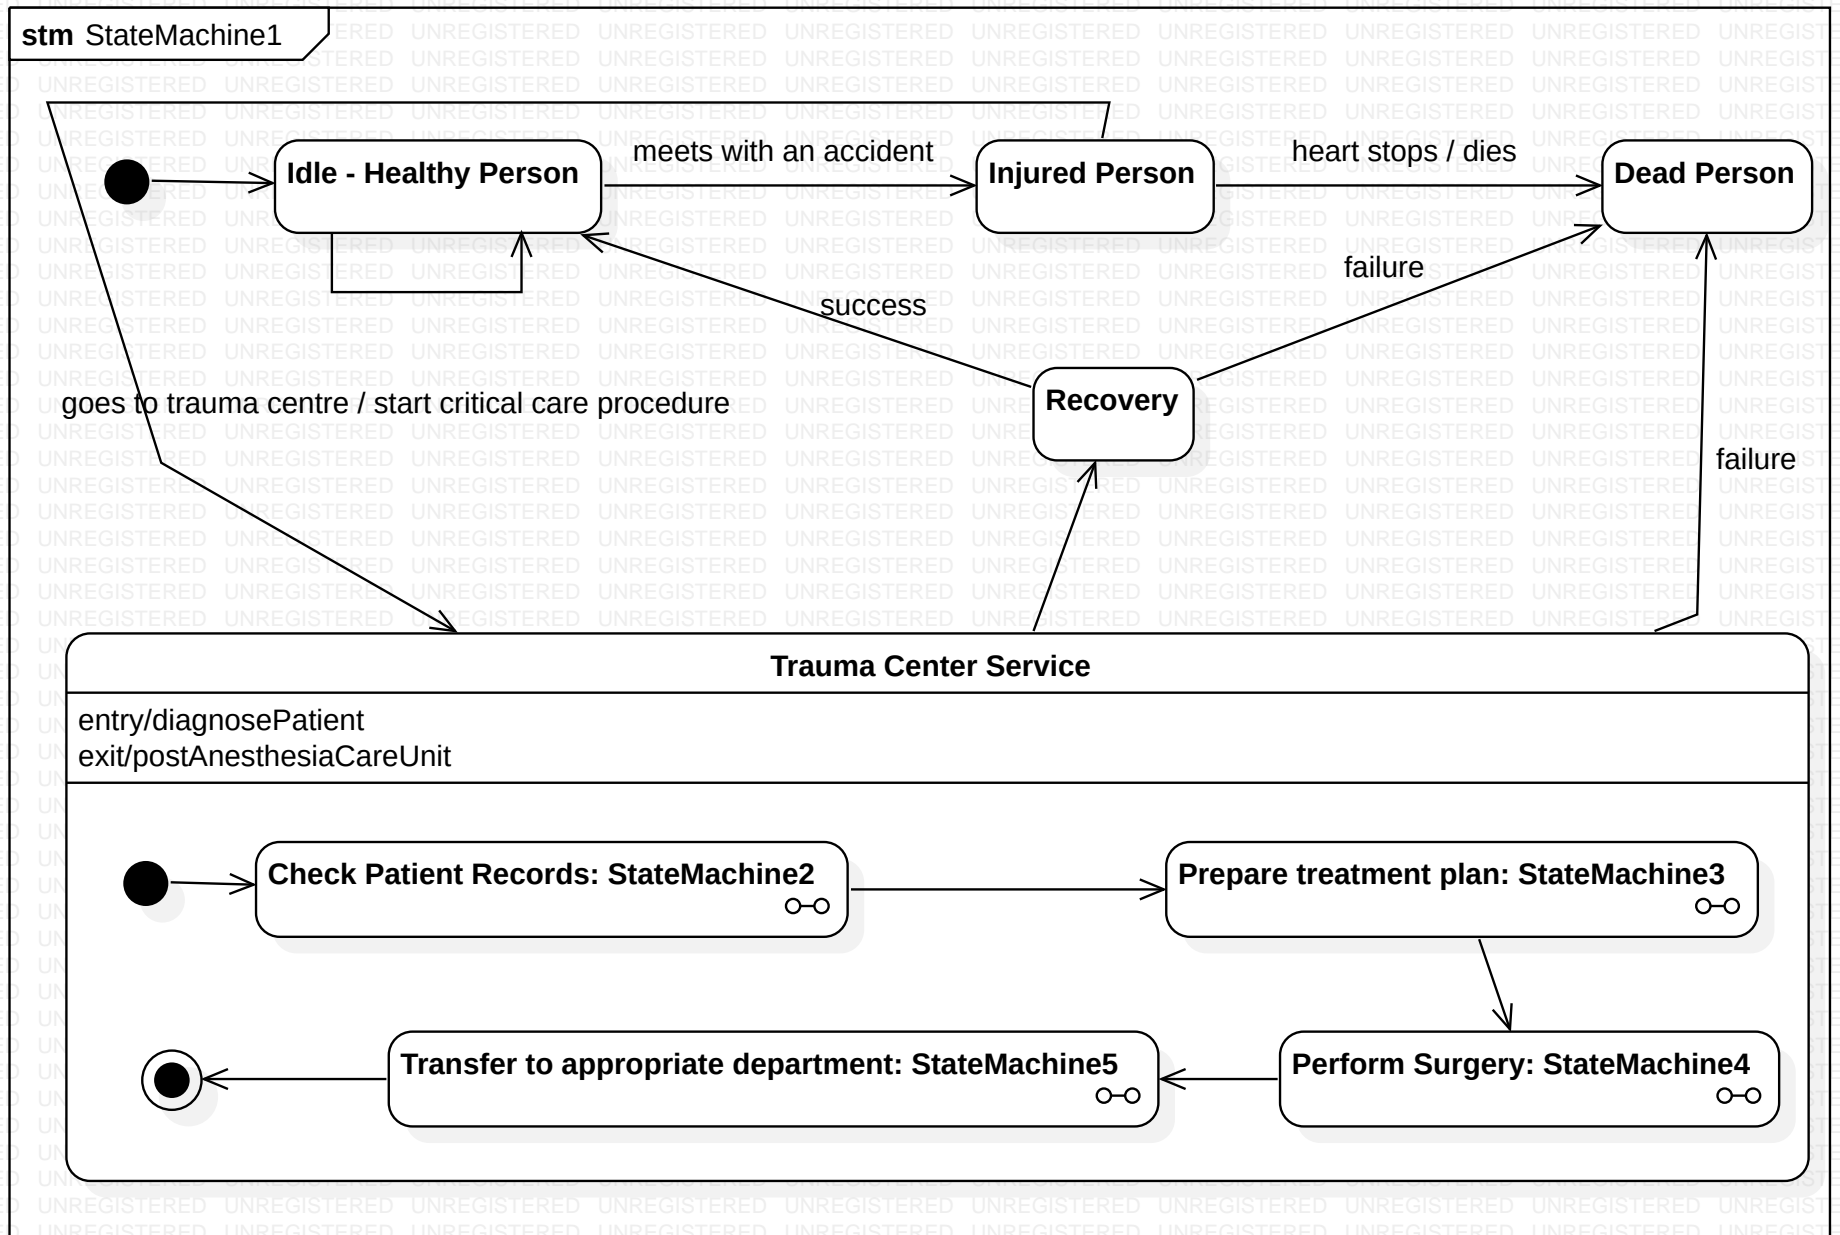 stm StateMachine1
meets with an accident
heart stops / dies
Idle - Healthy Person
Injured Person
Dead Person
failure
success
goes to trauma centre / start critical care procedure
Recovery
failure
Trauma Center Service
entry/diagnosePatient
exit/postAnesthesiaCareUnit
Check Patient Records: StateMachine2
Prepare treatment plan: StateMachine3
Transfer to appropriate department: StateMachine5
Perform Surgery: StateMachine4
UNREGISTERED